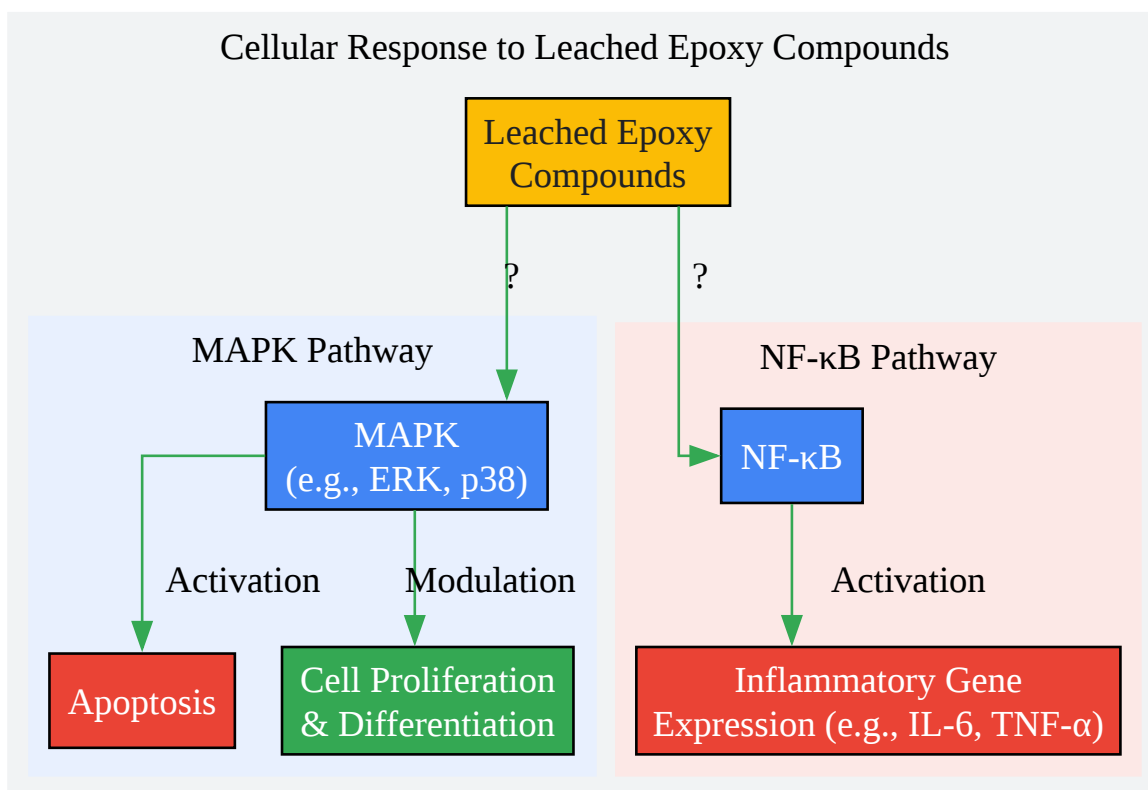 Cellular Response to Leached Epoxy Compounds
Leached Epoxy
Compounds
?
?
MAPK Pathway
NF-κB Pathway
MAPK
(e.g., ERK, p38)
NF-κB
Activation
Modulation
Activation
Apoptosis
Cell Proliferation
& Differentiation
Inflammatory Gene
Expression (e.g., IL-6, TNF-α)